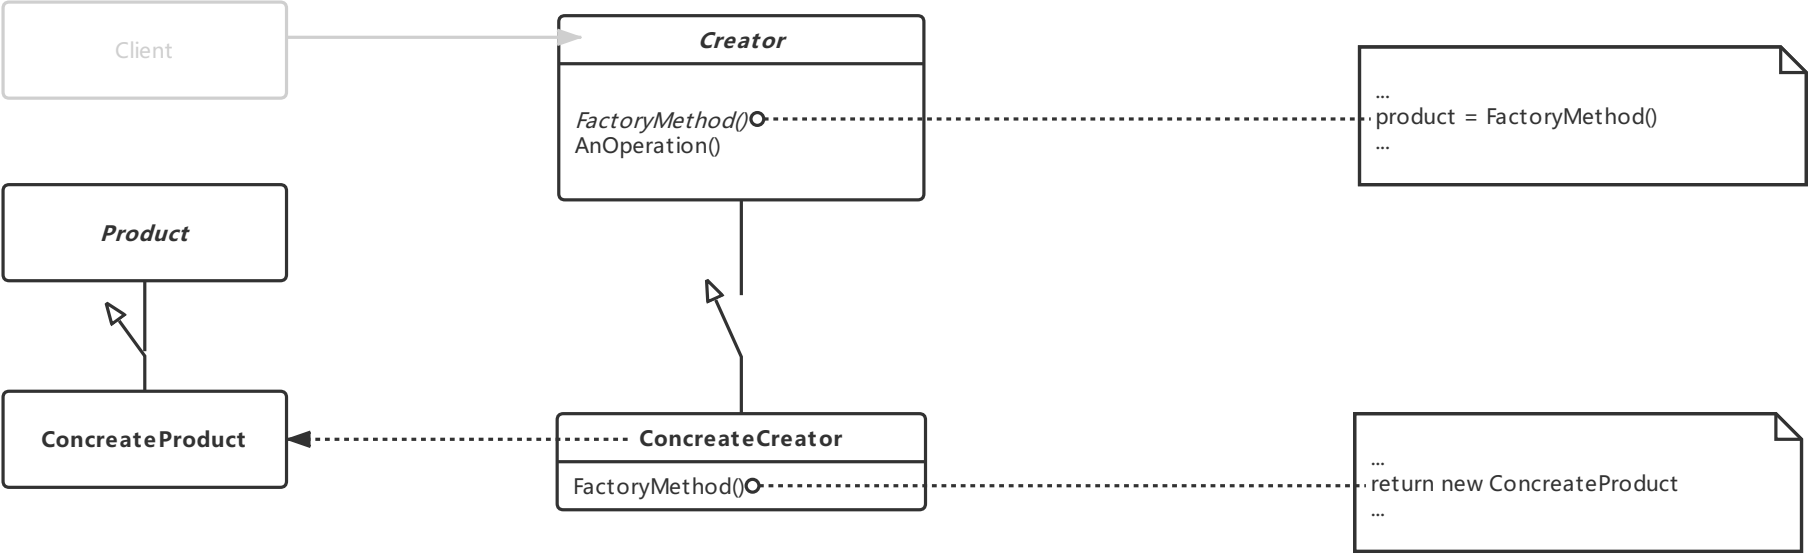 Client
Creator
FactoryMethod()
AnOperation()
...
product = FactoryMethod()
...
Product
ConcreateProduct
ConcreateCreator
FactoryMethod()
...
return new ConcreateProduct
...